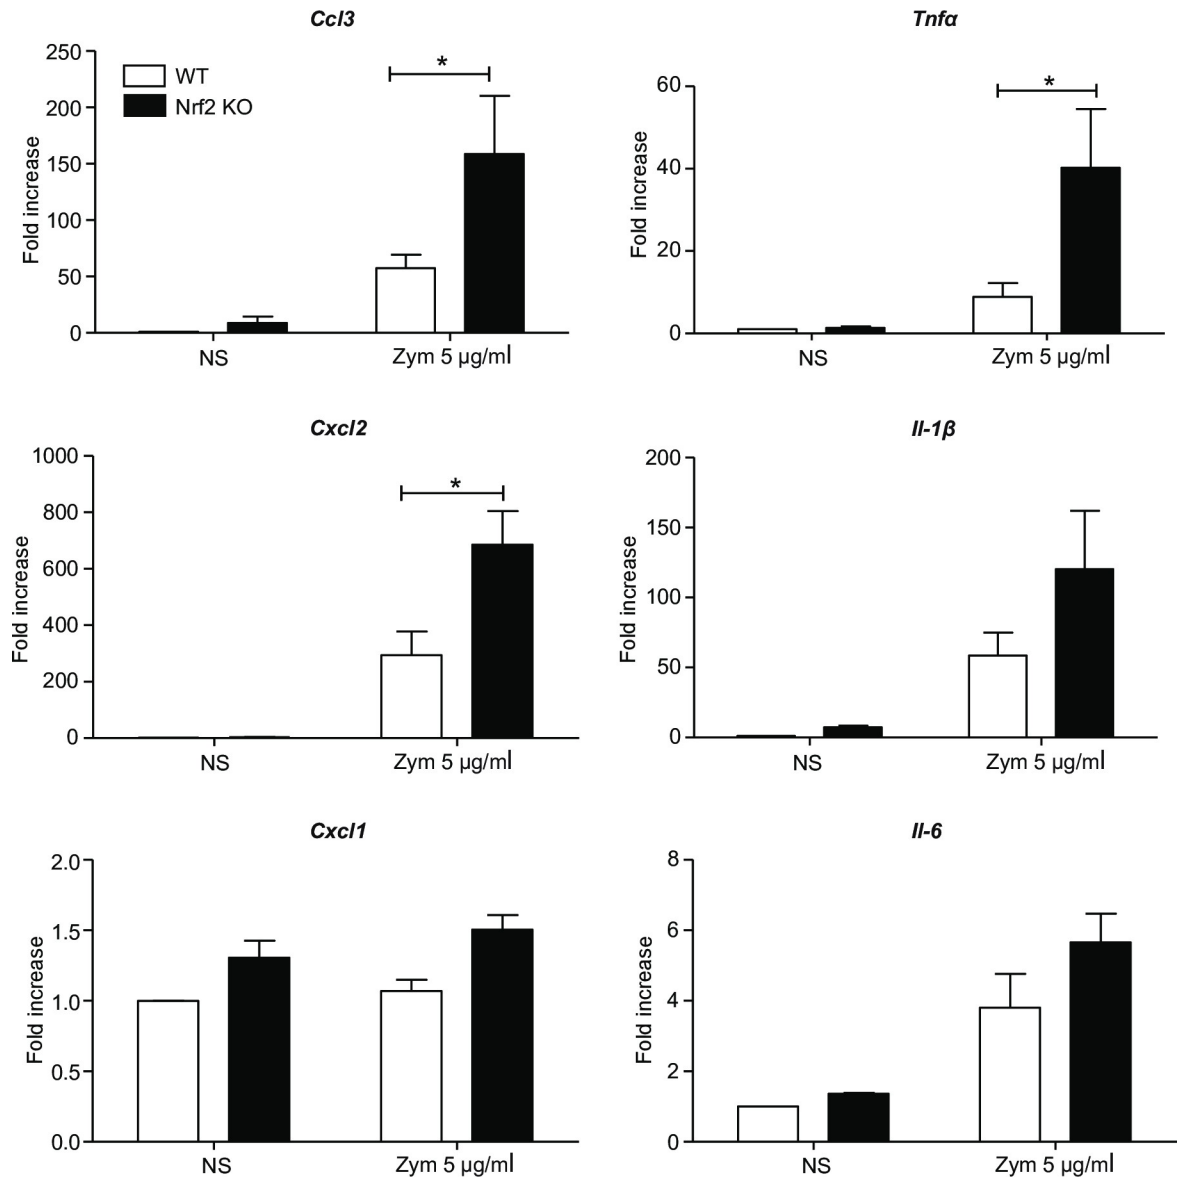 Ccl3
250
200
150
100
50
0
Fold increase
WT
Nrf2 KO
*
NS
Zym 5 µg/ml
Tnfα
60
40
20
0
Fold increase
*
NS
Zym 5 µg/ml
Cxcl2
1000
800
600
400
200
0
Fold increase
*
NS
Zym 5 µg/ml
Il-1β
200
150
100
50
0
Fold increase
NS
Zym 5 µg/ml
Cxcl1
2.0
1.5
1.0
0.5
0.0
Fold increase
NS
Zym 5 µg/ml
Il-6
8
6
4
2
0
Fold increase
NS
Zym 5 µg/ml